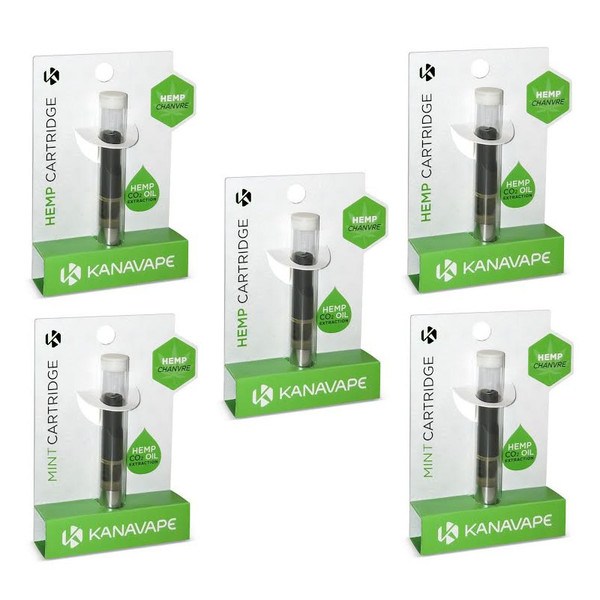 HEMP CARTRIDGE
HEMP
CHANVRE
HEMP
CO₂ OIL
EXTRACTION
KANAVAPE
HEMP CARTRIDGE
HEMP
CHANVRE
HEMP
CO₂ OIL
EXTRACTION
KANAVAPE
HEMP CARTRIDGE
HEMP
CHANVRE
HEMP
CO₂ OIL
EXTRACTION
KANAVAPE
MINT CARTRIDGE
HEMP
CHANVRE
HEMP
CO₂ OIL
EXTRACTION
KANAVAPE
MINT CARTRIDGE
HEMP
CHANVRE
HEMP
CO₂ OIL
EXTRACTION
KANAVAPE